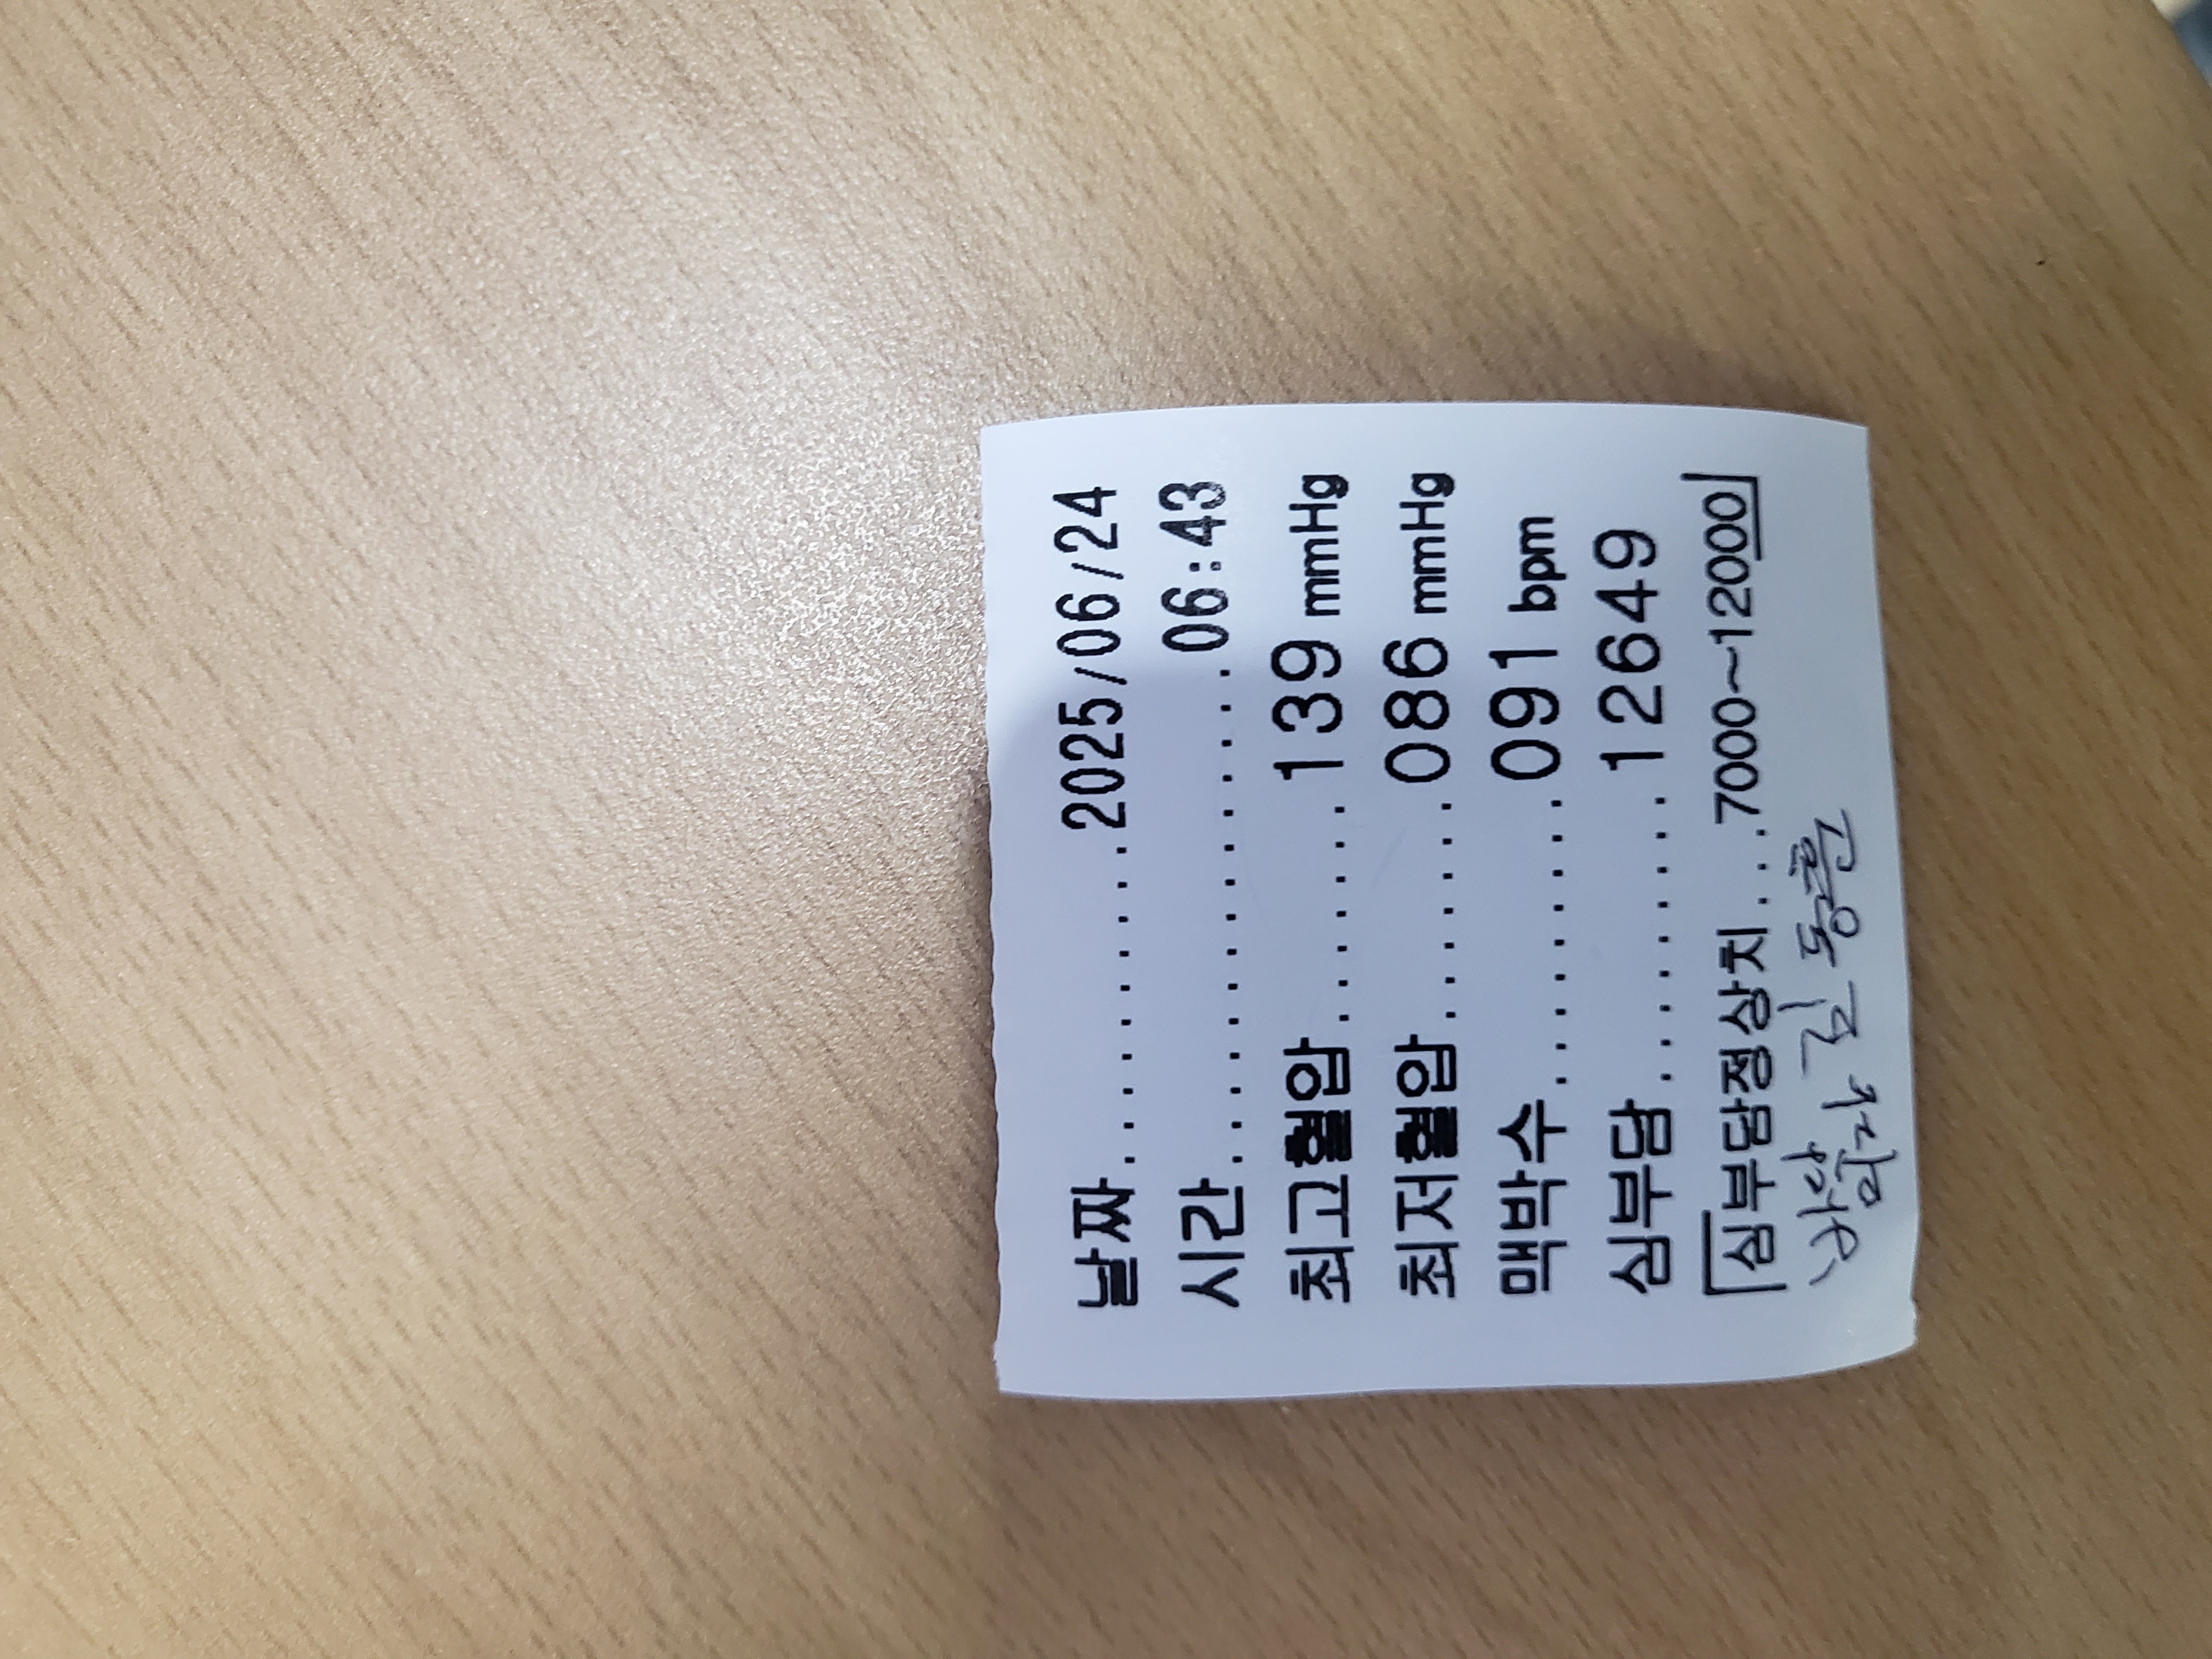 날짜..............2025/06/24
시간......................06:43
최고혈압..........139 mmHg
최저혈압..........086 mmHg
맥박수.............091 bpm
심부담.............12649
[심부담정상치...7000~12000]